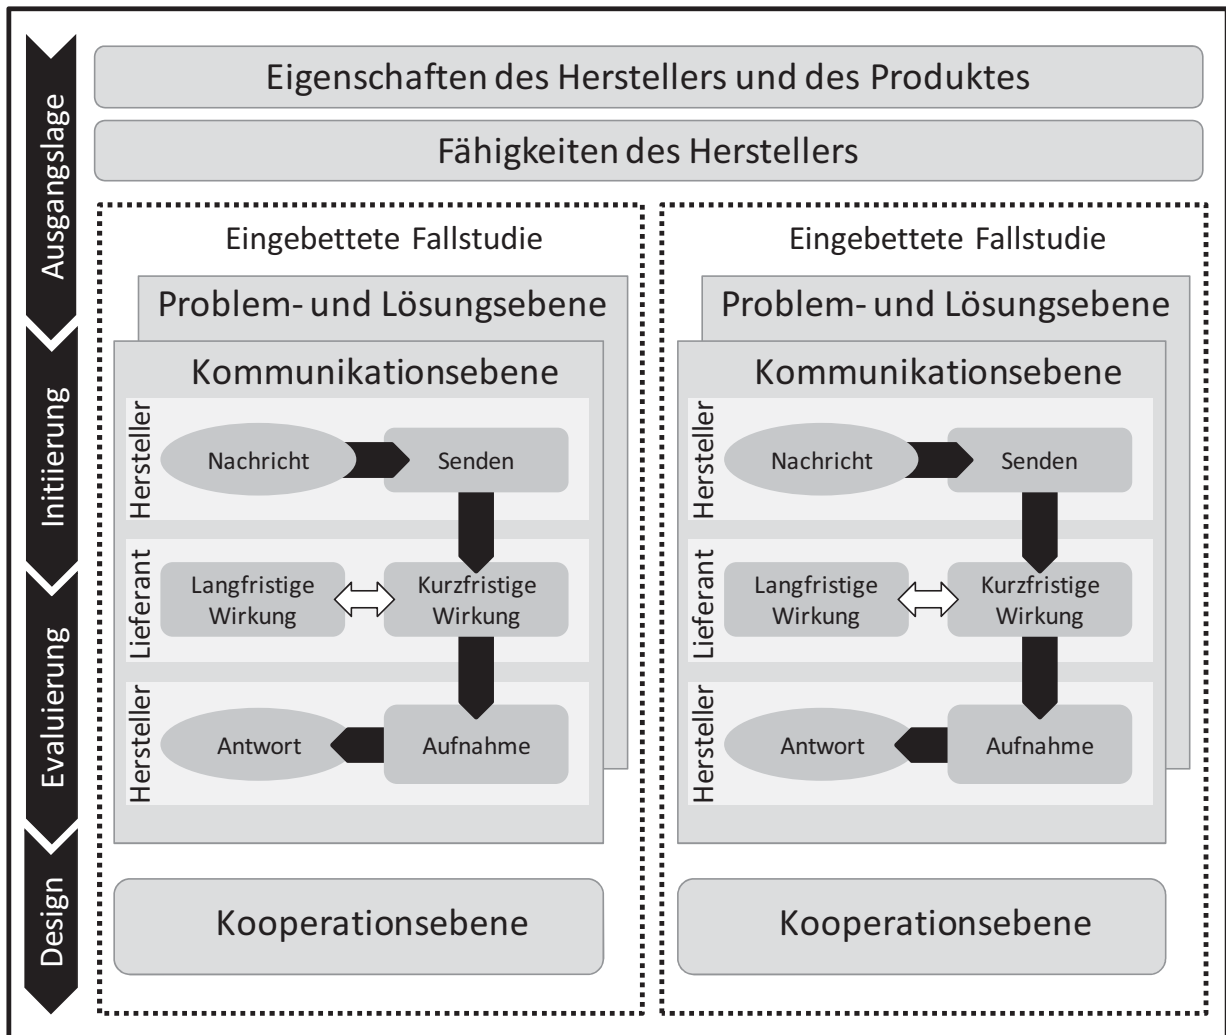 Ausgangslage
Initiierung
Evaluierung
Design
Eigenschaften des Herstellers und des Produktes
Fähigkeiten des Herstellers
Eingebettete Fallstudie
Problem- und Lösungsebene
Kommunikationsebene
Hersteller
Nachricht
Senden
Lieferant
Langfristige
Wirkung
Kurzfristige
Wirkung
Hersteller
Antwort
Aufnahme
Kooperationsebene
Eingebettete Fallstudie
Problem- und Lösungsebene
Kommunikationsebene
Hersteller
Nachricht
Senden
Lieferant
Langfristige
Wirkung
Kurzfristige
Wirkung
Hersteller
Antwort
Aufnahme
Kooperationsebene